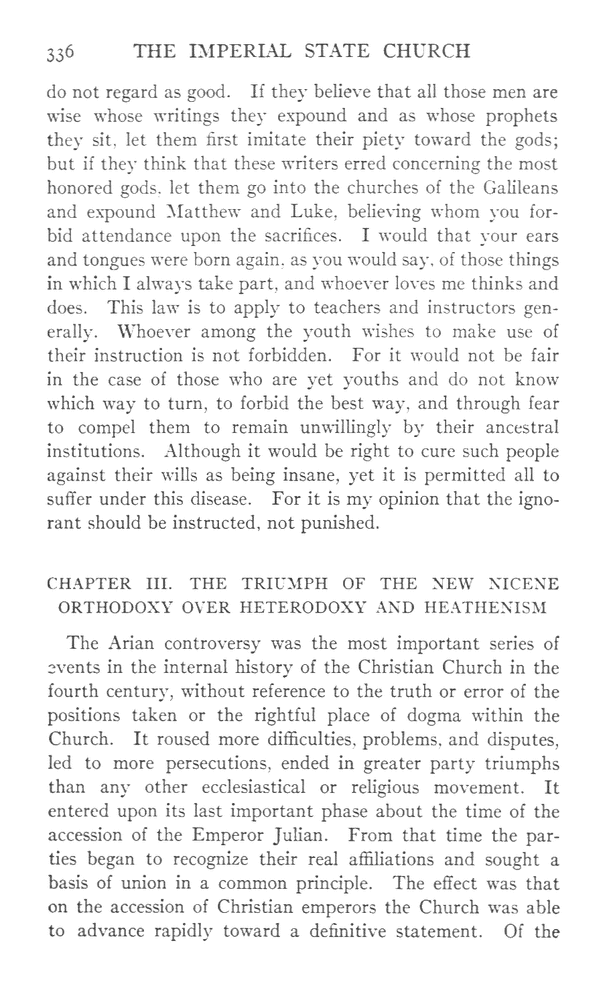 336 THE IMPERIAL STATE CHURCH
do not regard as good. If they believe that all those men are
wise whose writings they expound and as whose prophets
they sit, let them first imitate their piety toward the gods;
but if they think that these writers erred concerning the most
honored gods, let them go into the churches of the Galileans
and expound Matthew and Luke, believing whom you for-
bid attendance upon the sacrifices. I would that your ears
and tongues were born again, as you would say, of those things
in which I always take part, and whoever loves me thinks and
does. This law is to apply to teachers and instructors gen-
erally. Whoever among the youth wishes to make use of
their instruction is not forbidden. For it would not be fair
in the case of those who are yet youths and do not know
which way to turn, to forbid the best way, and through fear
to compel them to remain unwillingly by their ancestral
institutions. Although it would be right to cure such people
against their wills as being insane, yet it is permitted all to
suffer under this disease. For it is my opinion that the igno-
rant should be instructed, not punished.
CHAPTER III. THE TRIUMPH OF THE NEW NICENE
ORTHODOXY OVER HETERODOXY AND HEATHENISM
The Arian controversy was the most important series of
events in the internal history of the Christian Church in the
fourth century, without reference to the truth or error of the
positions taken or the rightful place of dogma within the
Church. It roused more difficulties, problems, and disputes,
led to more persecutions, ended in greater party triumphs
than any other ecclesiastical or religious movement. It
entered upon its last important phase about the time of the
accession of the Emperor Julian. From that time the par-
ties began to recognize their real affiliations and sought a
basis of union in a common principle. The effect was that
on the accession of Christian emperors the Church was able
to advance rapidly toward a definitive statement. Of the